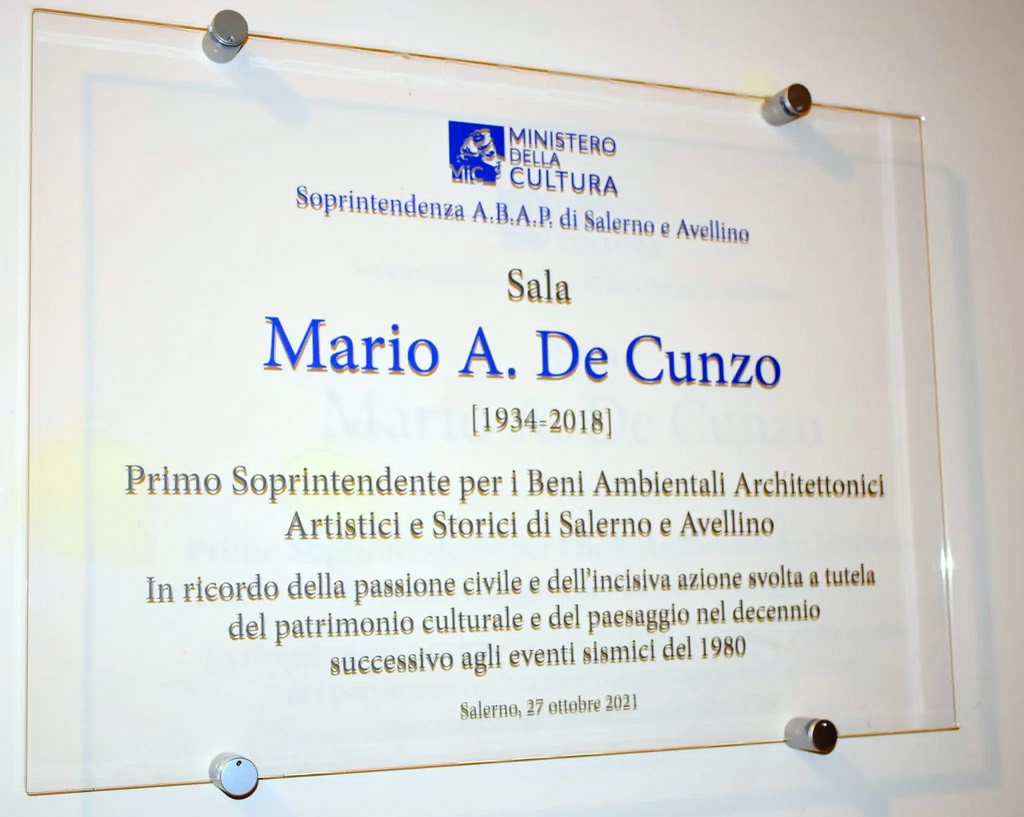 MiC
MINISTERO
DELLA
CULTURA
Soprintendenza A.B.A.P. di Salerno e Avellino
Sala
Mario A. De Cunzo
[1934-2018]
Primo Soprintendente per i Beni Ambientali Architettonici
Artistici e Storici di Salerno e Avellino
In ricordo della passione civile e dell'incisiva azione svolta a tutela
del patrimonio culturale e del paesaggio nel decennio
successivo agli eventi sismici del 1980
Salerno, 27 ottobre 2021